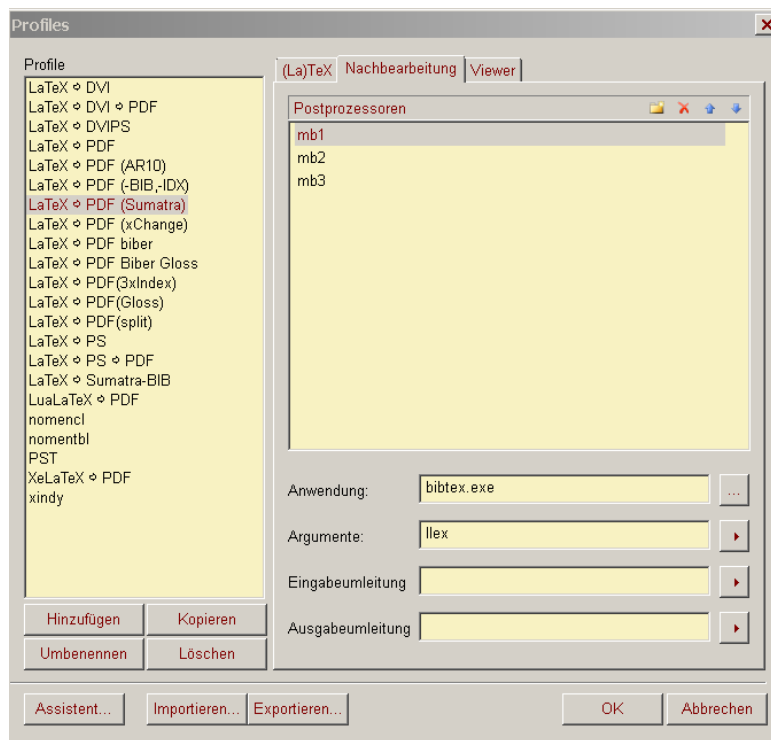 Profiles
Profile
LaTeX ➪ DVI
LaTeX ➪ DVI ➪ PDF
LaTeX ➪ DVIPS
LaTeX ➪ PDF
LaTeX ➪ PDF (AR10)
LaTeX ➪ PDF (-BIB,-IDX)
LaTeX ➪ PDF (Sumatra)
LaTeX ➪ PDF (xChange)
LaTeX ➪ PDF biber
LaTeX ➪ PDF Biber Gloss
LaTeX ➪ PDF(3xIndex)
LaTeX ➪ PDF(Gloss)
LaTeX ➪ PDF(split)
LaTeX ➪ PS
LaTeX ➪ PS ➪ PDF
LaTeX ➪ Sumatra-BIB
LuaLaTeX ➪ PDF
nomencl
nomentbl
PST
XeLaTeX ➪ PDF
xindy
Hinzufügen Kopieren
Umbenennen Löschen
(La)TeX Nachbearbeitung Viewer
Postprozessoren
mb1
mb2
mb3
Anwendung: bibtex.exe ...
Argumente: llex
Eingabeumleitung
Ausgabeumleitung
Assistent... Importieren... Exportieren... OK Abbrechen